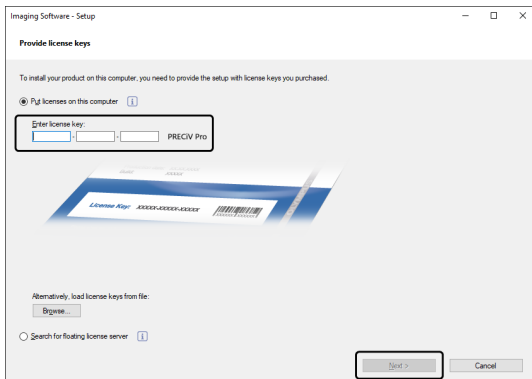 Imaging Software - Setup
Provide license keys
To install your product on this computer, you need to provide the setup with license keys you purchased.
Put licenses on this computer
Enter license key:
- - PRECiV Pro
License Key: XXXXX-XXXXX-XXXXX
Alternatively, load license keys from file:
Browse...
Search for floating license server
Next > Cancel